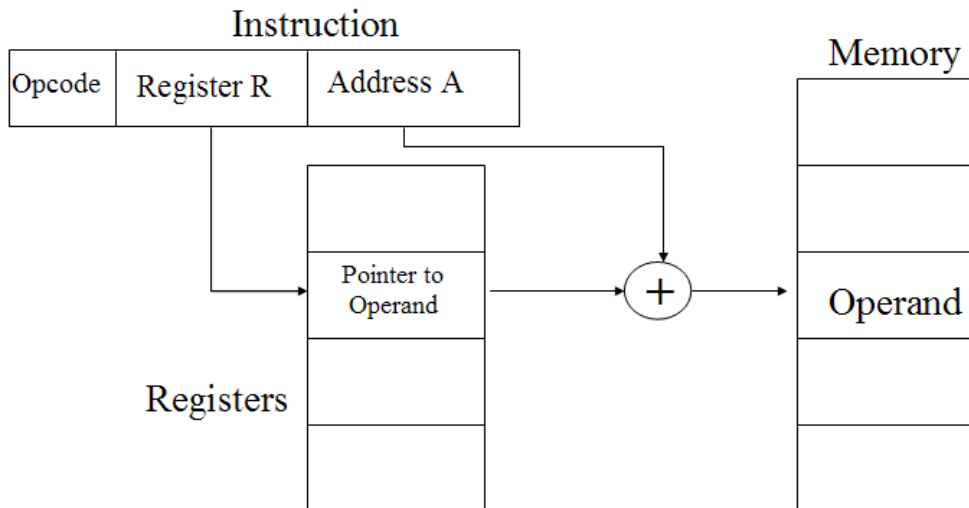 Instruction
Memory
Opcode
Register R
Address A
Pointer to
Operand
+
Operand
Registers